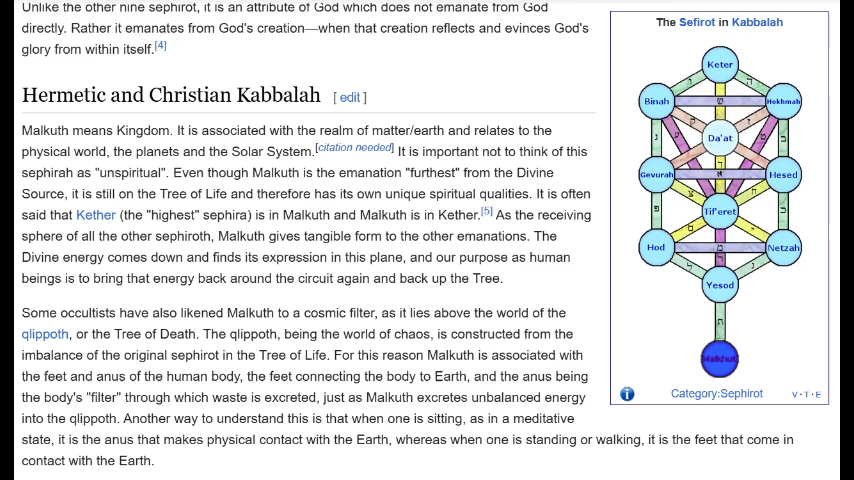 Unlike the other nine sephirot, it is an attribute of God which does not emanate from God
directly. Rather it emanates from God's creation—when that creation reflects and evinces God's
glory from within itself.[4]
Hermetic and Christian Kabbalah [ edit ]
Malkuth means Kingdom. It is associated with the realm of matter/earth and relates to the
physical world, the planets and the Solar System.[citation needed] It is important not to think of this
sephirah as "unspiritual". Even though Malkuth is the emanation "furthest" from the Divine
Source, it is still on the Tree of Life and therefore has its own unique spiritual qualities. It is often
said that Kether (the "highest" sephira) is in Malkuth and Malkuth is in Kether.[5] As the receiving
sphere of all the other sephiroth, Malkuth gives tangible form to the other emanations. The
Divine energy comes down and finds its expression in this plane, and our purpose as human
beings is to bring that energy back around the circuit again and back up the Tree.
Some occultists have also likened Malkuth to a cosmic filter, as it lies above the world of the
qlippoth, or the Tree of Death. The qlippoth, being the world of chaos, is constructed from the
imbalance of the original sephirot in the Tree of Life. For this reason Malkuth is associated with
the feet and anus of the human body, the feet connecting the body to Earth, and the anus being
the body's "filter" through which waste is excreted, just as Malkuth excretes unbalanced energy
into the qlippoth. Another way to understand this is that when one is sitting, as in a meditative
state, it is the anus that makes physical contact with the Earth, whereas when one is standing or walking, it is the feet that come in
contact with the Earth.
The Sefirot in Kabbalah
Keter
Binah
ש
Hokhmah
Da'at
Gevurah
א
Hesed
Tif'eret
Hod
מ
Netzah
Yesod
ת
Malkhut
Category:Sephirot
V · T · E